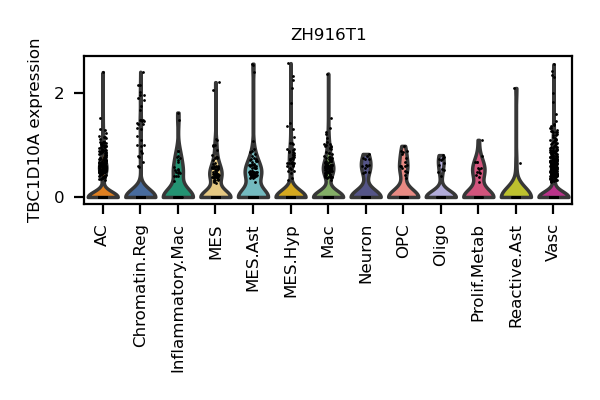 ZH916T1
TBC1D10A expression
2
0
AC
Chromatin.Reg
Inflammatory.Mac
MES
MES.Ast
MES.Hyp
Mac
Neuron
OPC
Oligo
Prolif.Metab
Reactive.Ast
Vasc